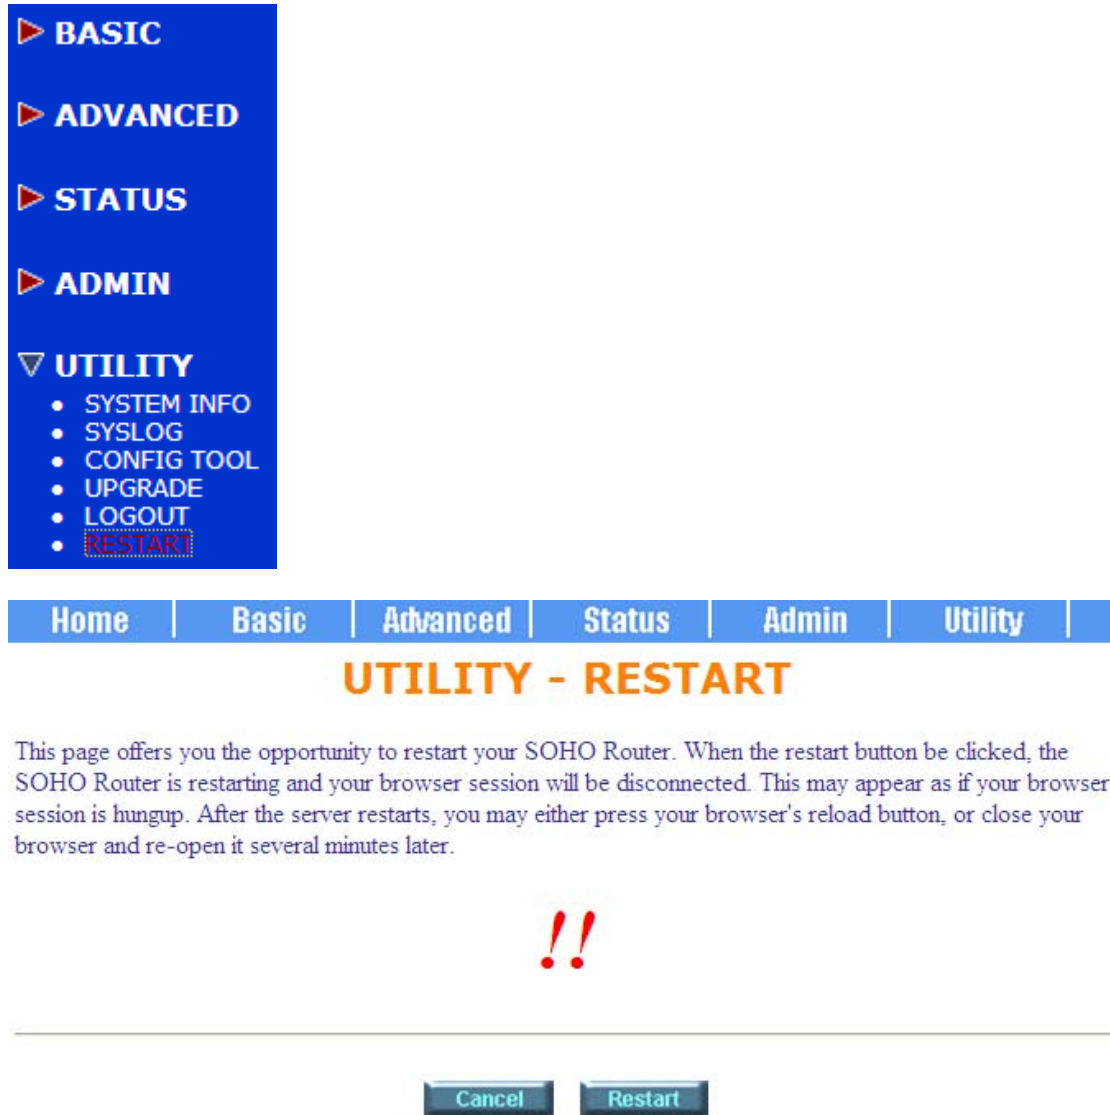 BASIC
ADVANCED
STATUS
ADMIN
UTILITY
SYSTEM INFO
SYSLOG
CONFIG TOOL
UPGRADE
LOGOUT
RESTART
Home Basic Advanced Status Admin Utility
UTILITY - RESTART
This page offers you the opportunity to restart your SOHO Router. When the restart button be clicked, the
SOHO Router is restarting and your browser session will be disconnected. This may appear as if your browser
session is hungup. After the server restarts, you may either press your browser's reload button, or close your
browser and re-open it several minutes later.
!!
Cancel Restart